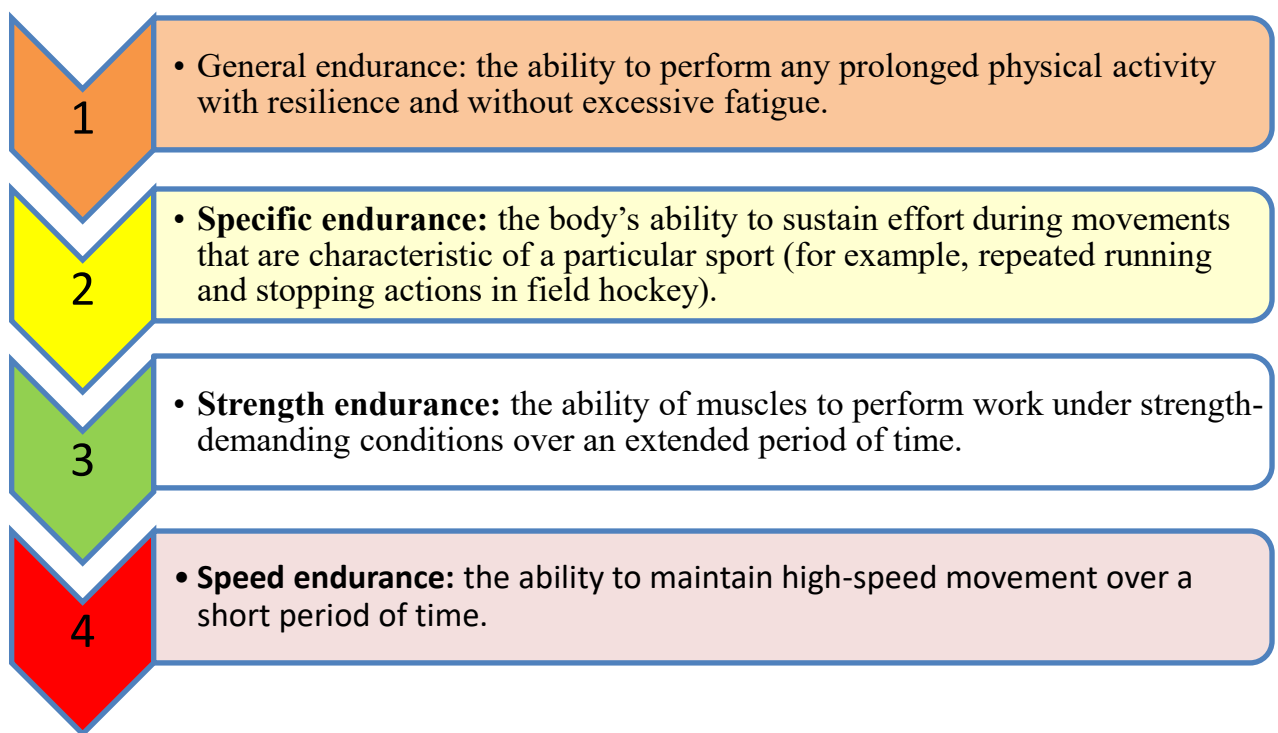 1
• General endurance: the ability to perform any prolonged physical activity
with resilience and without excessive fatigue.
2
• Specific endurance: the body’s ability to sustain effort during movements
that are characteristic of a particular sport (for example, repeated running
and stopping actions in field hockey).
3
• Strength endurance: the ability of muscles to perform work under strength-
demanding conditions over an extended period of time.
4
• Speed endurance: the ability to maintain high-speed movement over a
short period of time.